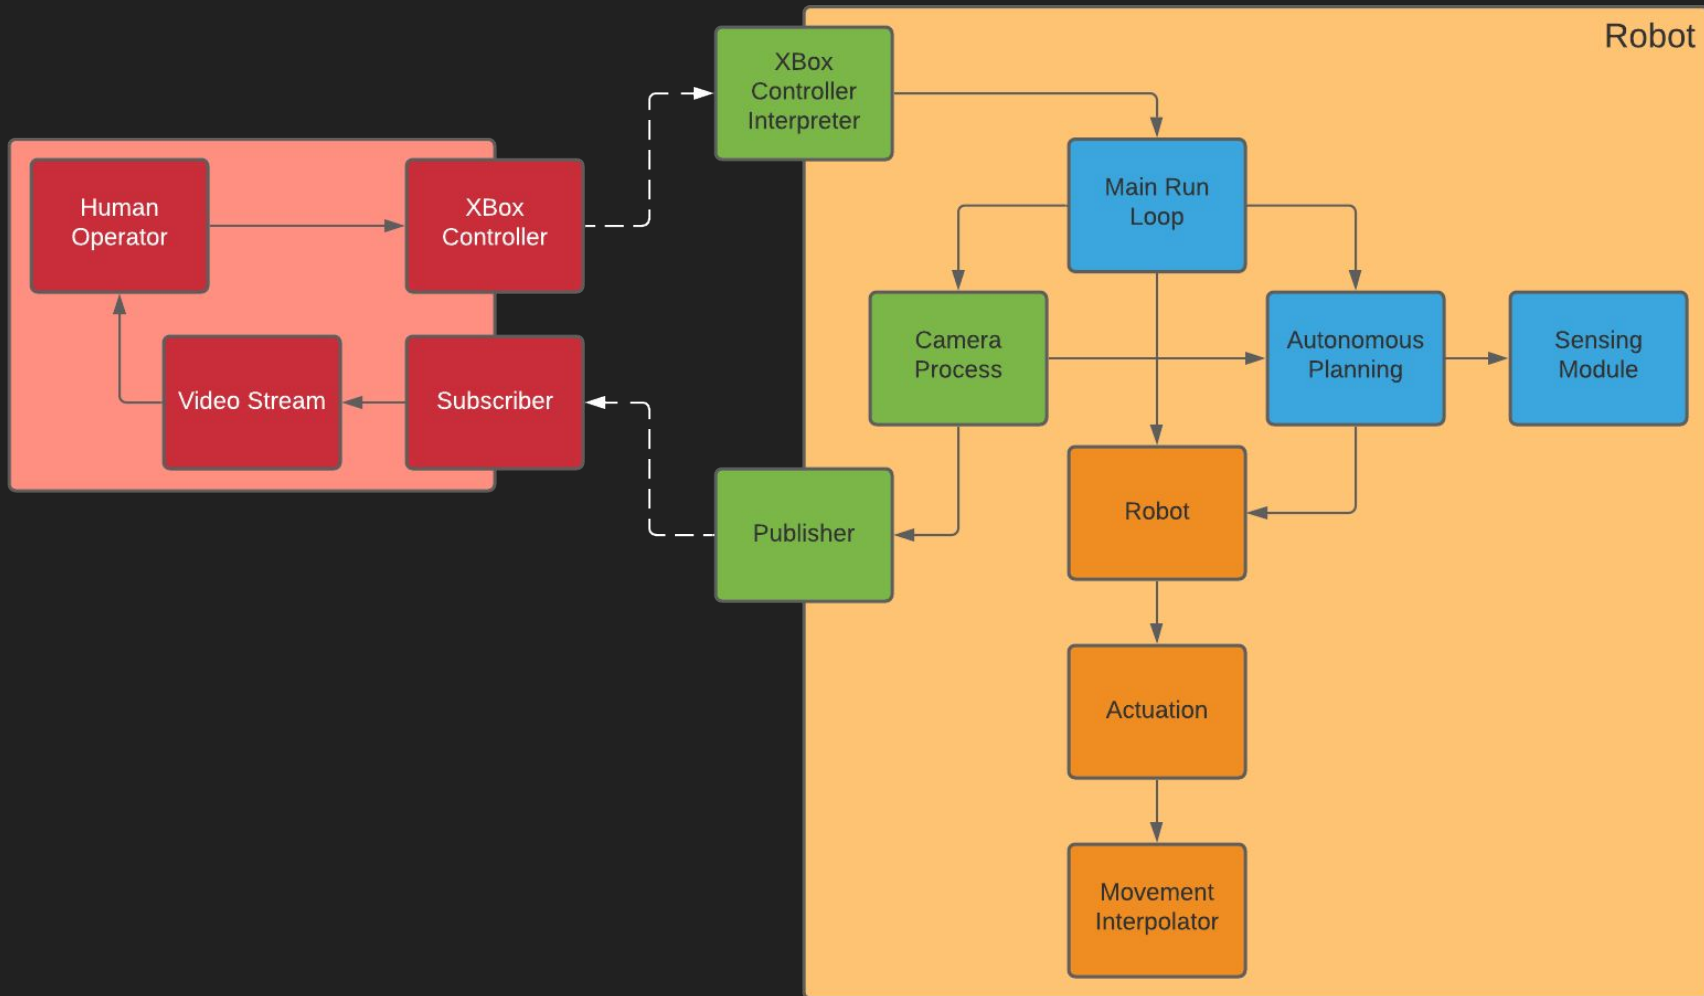 Robot
XBox
Controller
Interpreter
Human
Operator
XBox
Controller
Main Run
Loop
Camera
Process
Autonomous
Planning
Sensing
Module
Video Stream
Subscriber
Publisher
Robot
Actuation
Movement
Interpolator